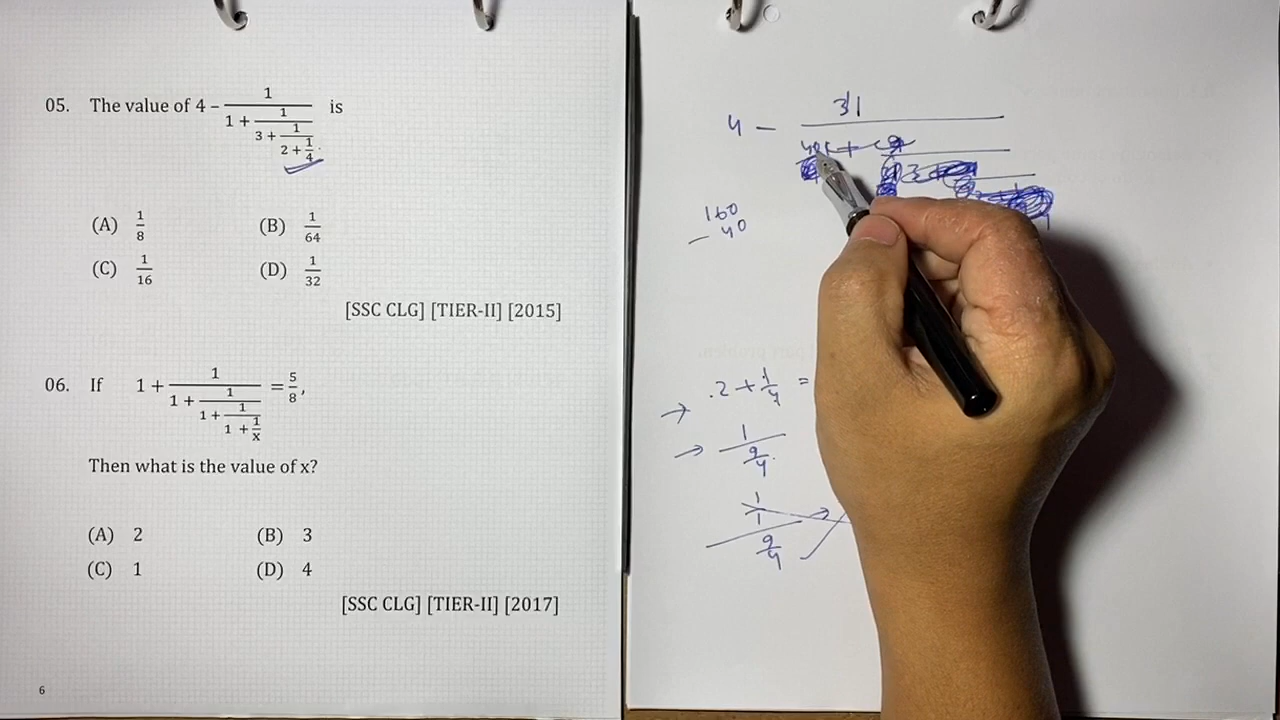 05. The value of 4 − 1/(1 + 1/(3 + 1/(2 + 1/4))) is
(A) 1/8 (B) 1/64
(C) 1/16 (D) 1/32
[SSC CLG] [TIER-II] [2015]
06. If 1 + 1/(1 + 1/(1 + 1/(1 + 1/x))) = 5/8,
Then what is the value of x?
(A) 2 (B) 3
(C) 1 (D) 4
[SSC CLG] [TIER-II] [2017]
6
31
4 −
160
− 40
→ .2 + 1/4 =
→ 1/(9/4)
1/1
9/4